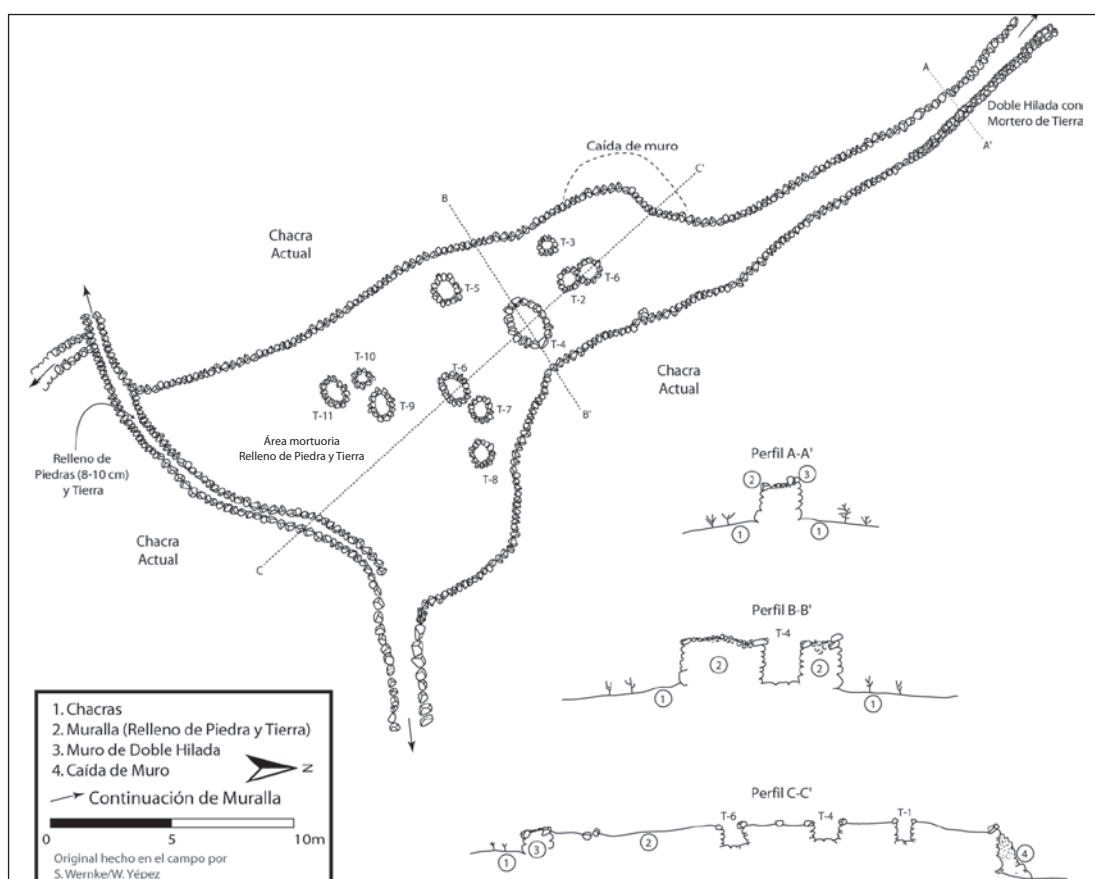 A
Doble Hilada con
Mortero de Tierra
A'
Caída de muro
C'
B
Chacra
Actual
T-3
T-6
T-2
T-5
T-4
Chacra
Actual
B'
T-10
T-6
T-11
T-9
T-7
T-8
Área mortuoria
Relleno de Piedra y Tierra
Relleno de
Piedras (8-10 cm)
y Tierra
Chacra
Actual
C
Perfil A-A'
2
3
1
1
Perfil B-B'
T-4
2
2
1
1
Perfil C-C'
T-6
T-4
T-1
1
3
2
4
1. Chacras
2. Muralla (Relleno de Piedra y Tierra)
3. Muro de Doble Hilada
4. Caída de Muro
N
Continuación de Muralla
0
5
10m
Original hecho en el campo por
S. Wernke/W. Yépez